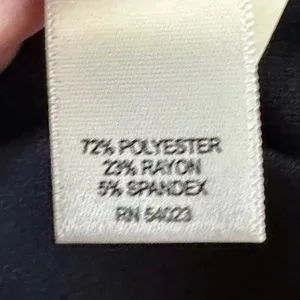 72% POLYESTER
23% RAYON
5% SPANDEX
RN 54023